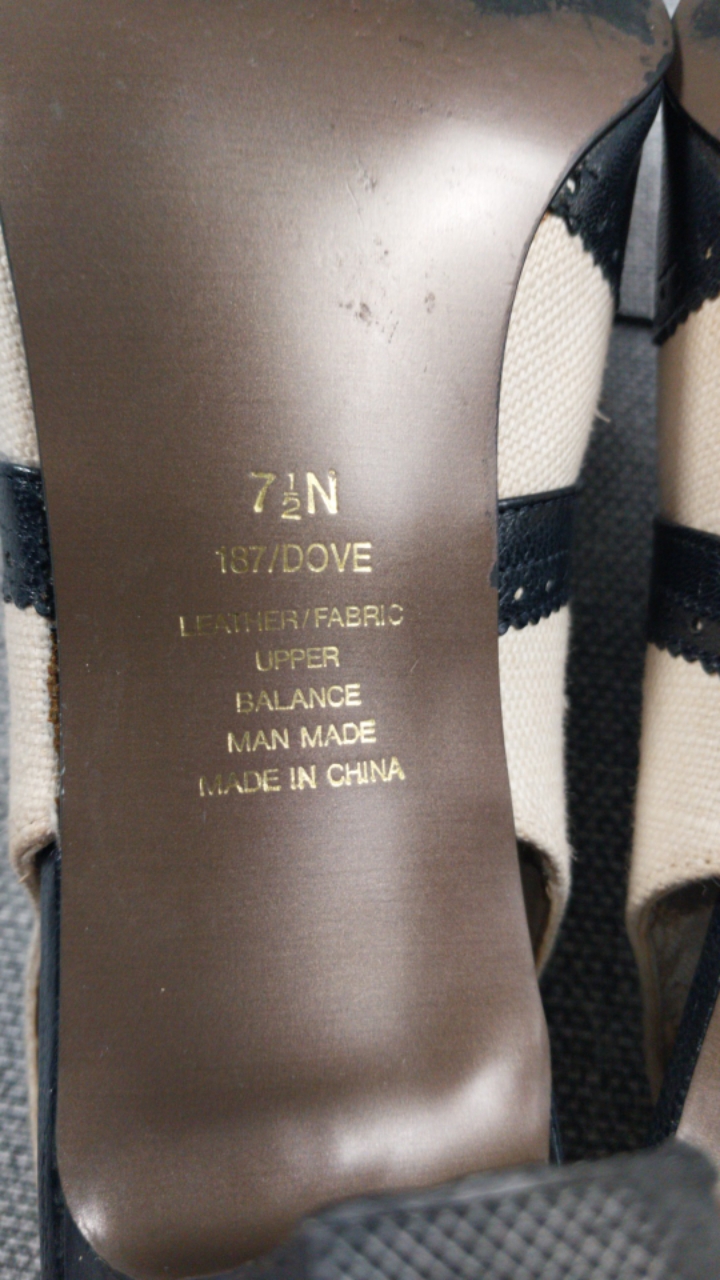 7½N
187/DOVE
LEATHER/FABRIC
UPPER
BALANCE
MAN MADE
MADE IN CHINA